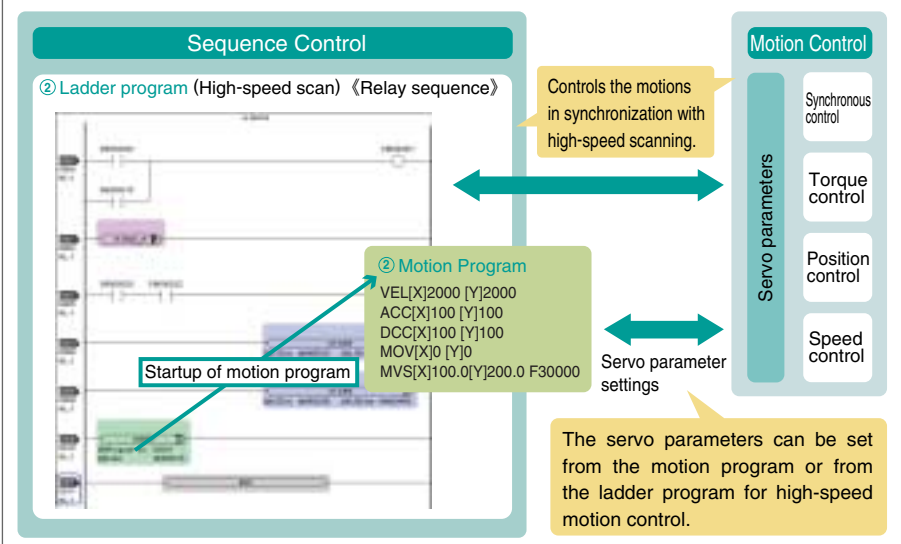 Sequence Control
② Ladder program (High-speed scan)《Relay sequence》
Startup of motion program
② Motion Program
VEL[X]2000 [Y]2000
ACC[X]100 [Y]100
DCC[X]100 [Y]100
MOV[X]0 [Y]0
MVS[X]100.0[Y]200.0 F30000
Controls the motions
in synchronization with
high-speed scanning.
Servo parameter
settings
Motion Control
Servo parameters
Synchronous
control
Torque
control
Position
control
Speed
control
The servo parameters can be set
from the motion program or from
the ladder program for high-speed
motion control.